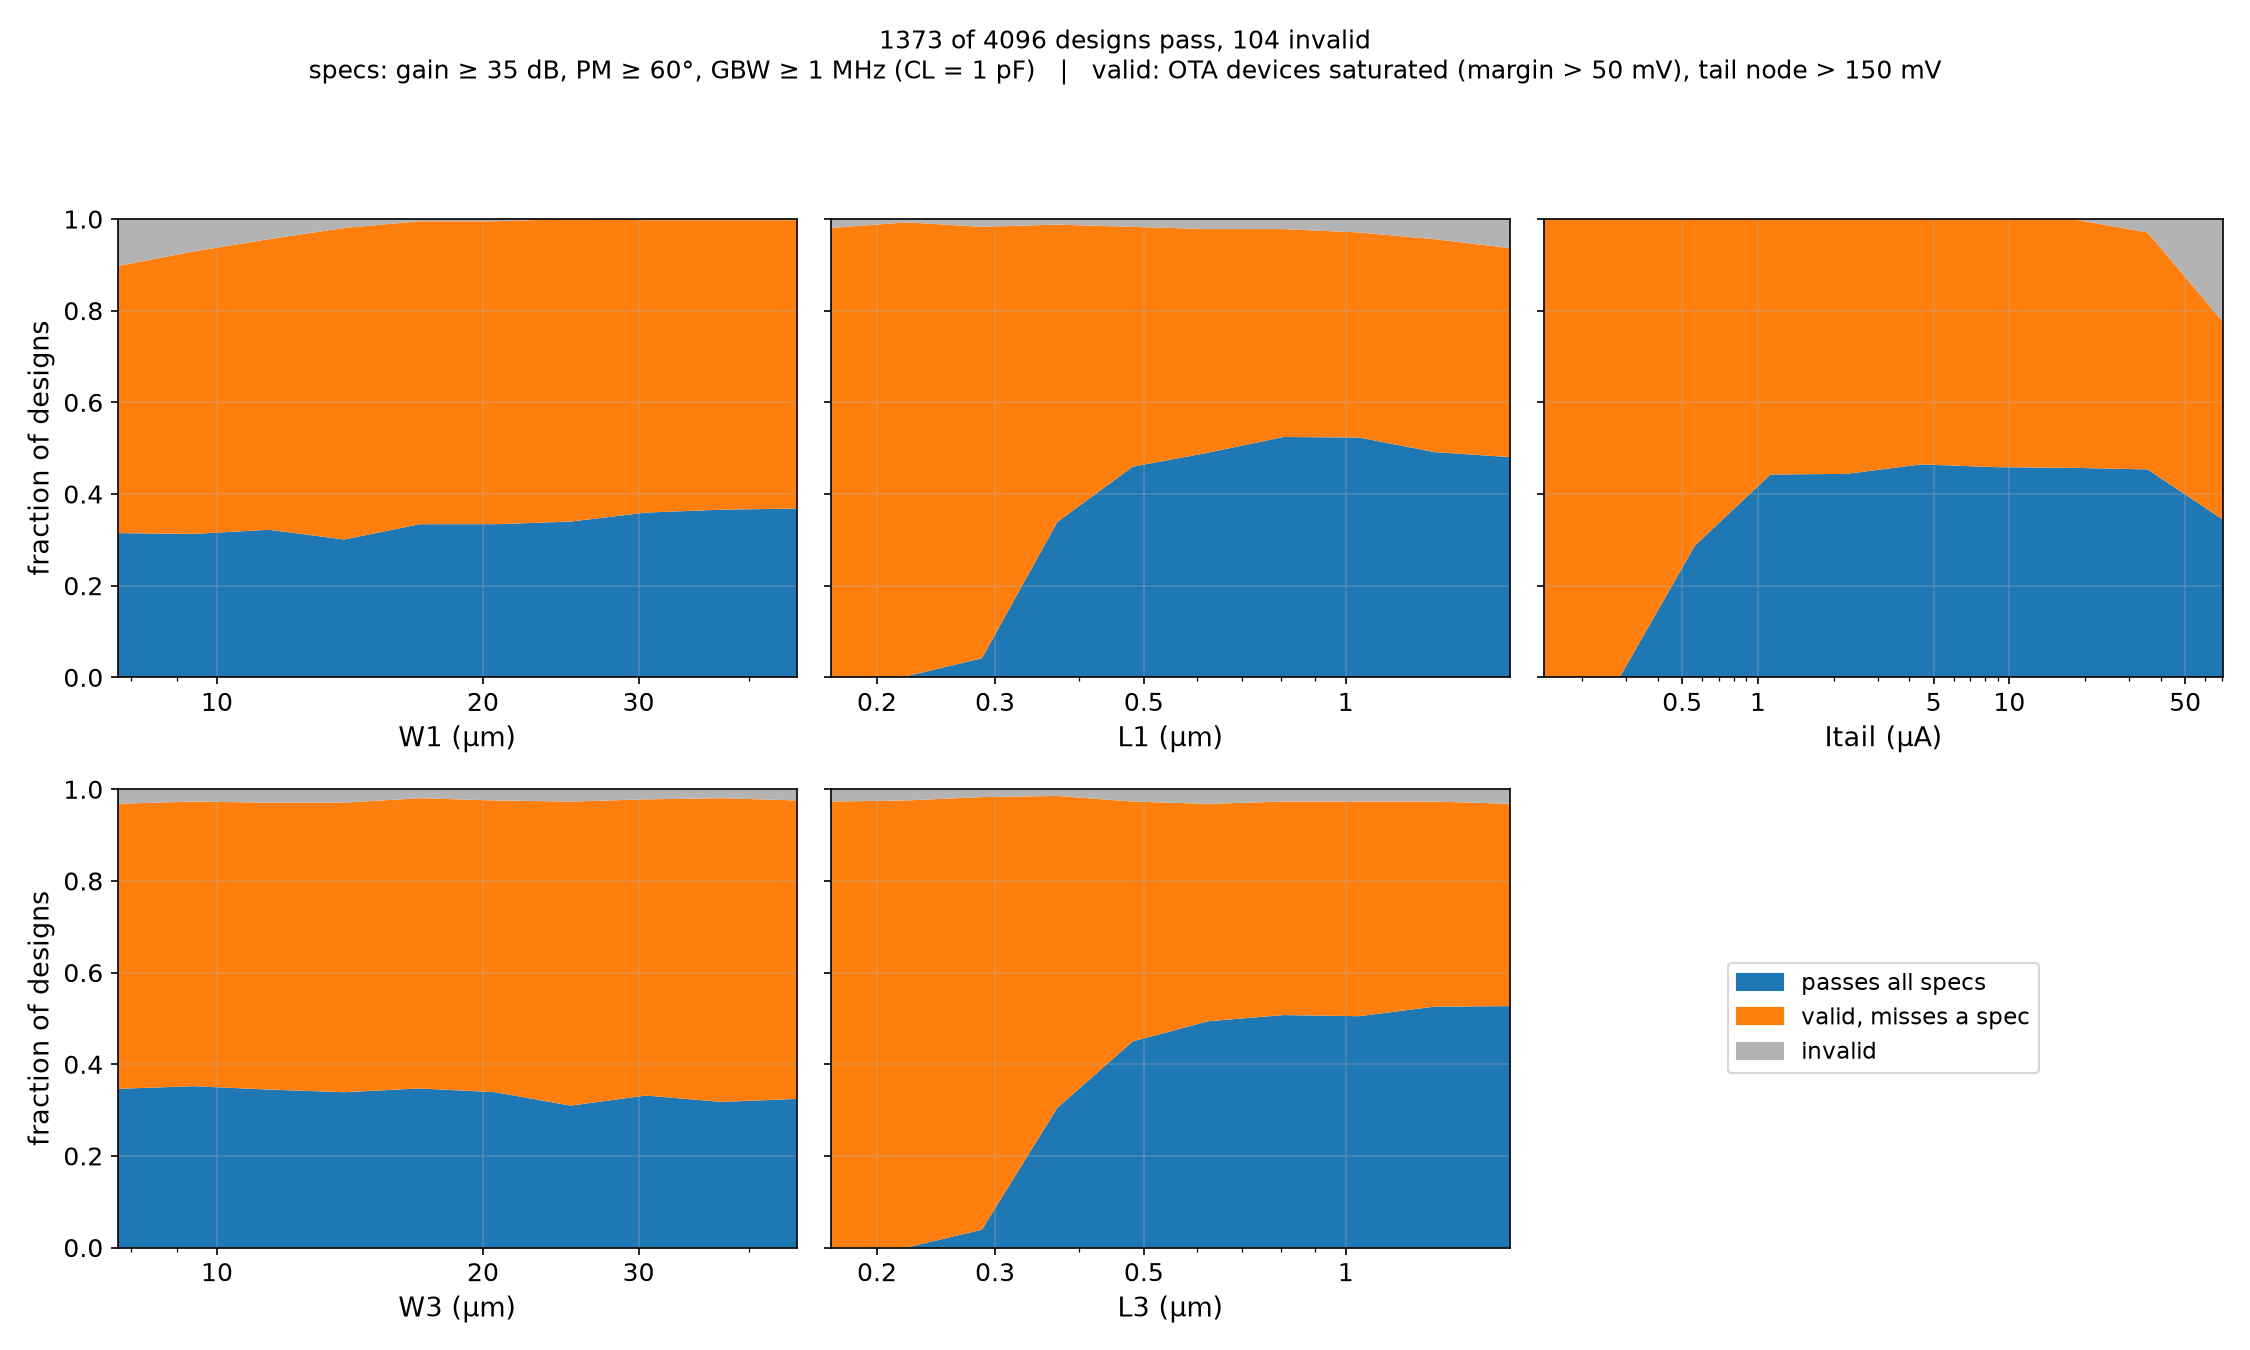 1373 of 4096 designs pass, 104 invalid
specs: gain ≥ 35 dB, PM ≥ 60°, GBW ≥ 1 MHz (CL = 1 pF) | valid: OTA devices saturated (margin > 50 mV), tail node > 150 mV
fraction of designs
1.0
0.8
0.6
0.4
0.2
0.0
10 20 30
W1 (µm)
0.2 0.3 0.5 1
L1 (µm)
0.5 1 5 10 50
Itail (µA)
fraction of designs
1.0
0.8
0.6
0.4
0.2
0.0
10 20 30
W3 (µm)
0.2 0.3 0.5 1
L3 (µm)
passes all specs
valid, misses a spec
invalid